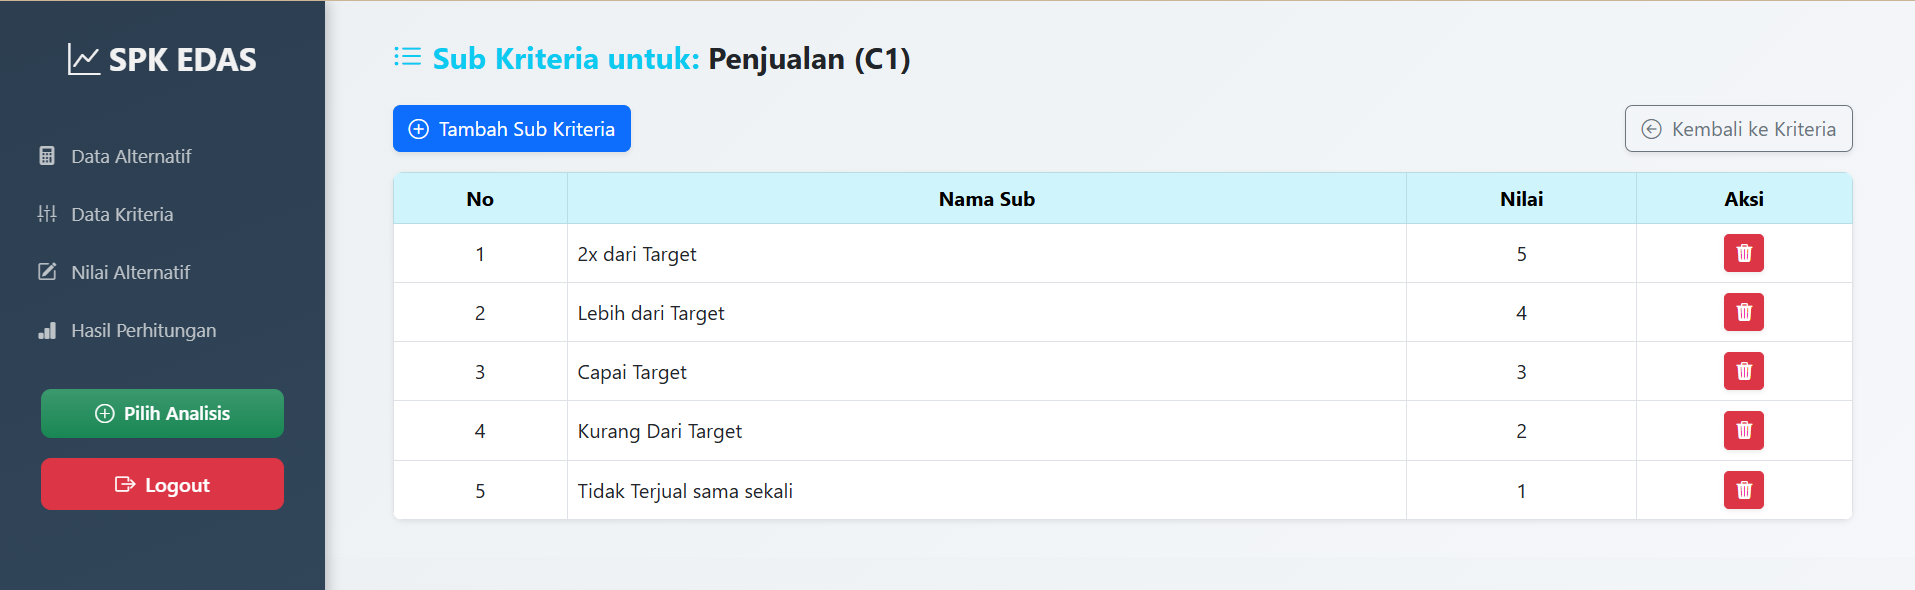 SPK EDAS
Data Alternatif
Data Kriteria
Nilai Alternatif
Hasil Perhitungan
Pilih Analisis
Logout
Sub Kriteria untuk: Penjualan (C1)
Tambah Sub Kriteria
Kembali ke Kriteria
No Nama Sub Nilai Aksi
1 2x dari Target 5
2 Lebih dari Target 4
3 Capai Target 3
4 Kurang Dari Target 2
5 Tidak Terjual sama sekali 1